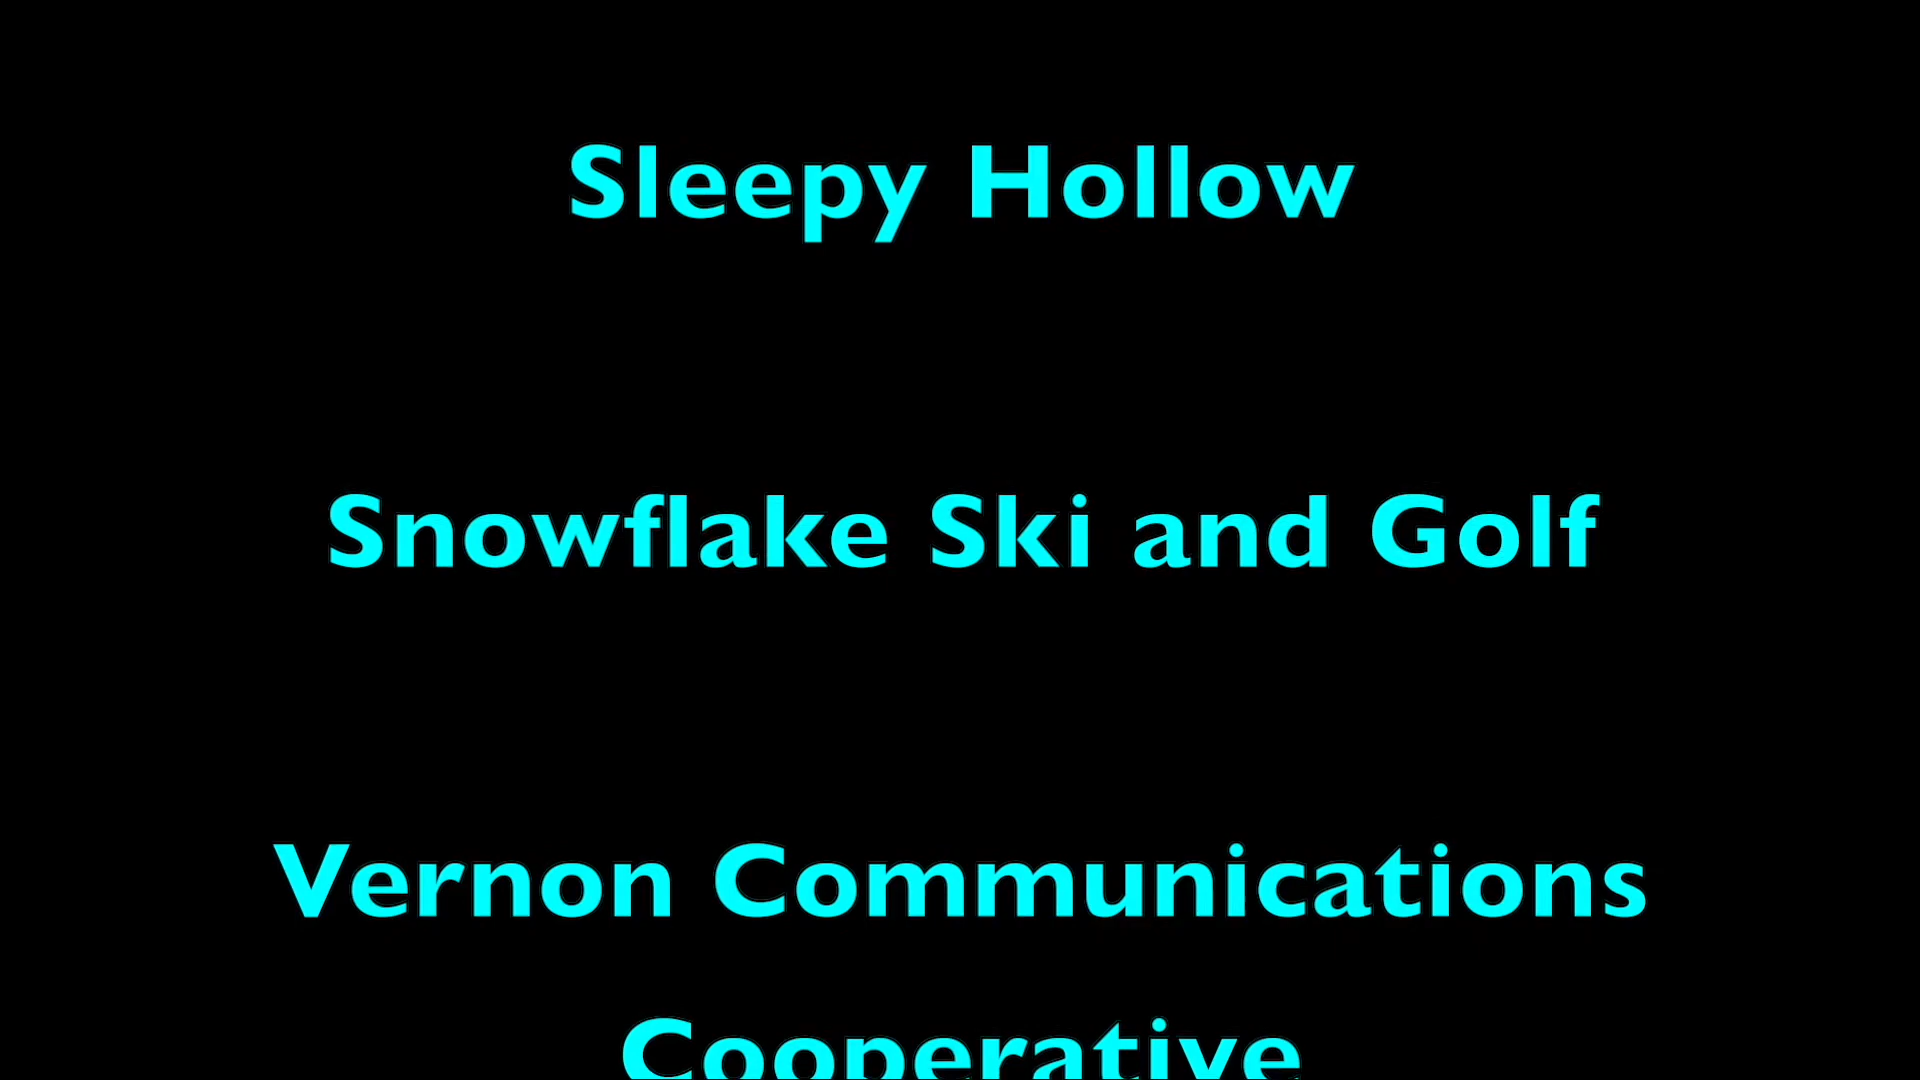 Sleepy Hollow
Snowflake Ski and Golf
Vernon Communications
Cooperative